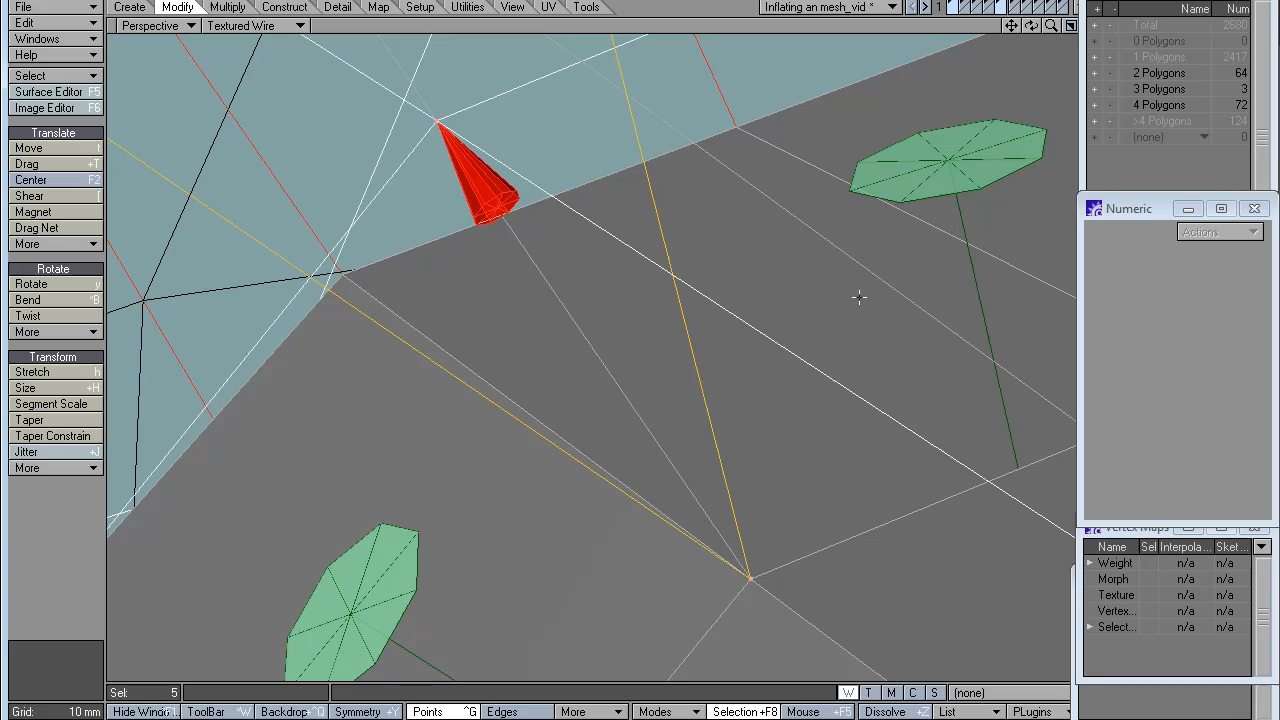 File
Create Modify Multiply Construct Detail Map Setup Utilities View UV Tools Inflating an mesh_vid * 1
Name Num
Edit
Perspective Textured Wire
Total 2680
Windows
0 Polygons 0
Help
1 Polygons 2417
Select
2 Polygons 64
Surface Editor F5
3 Polygons 3
Image Editor F6
4 Polygons 72
>4 Polygons 124
Translate
(none) 0
Move t
Drag +T
Center F2
Shear [
Magnet
Numeric
Drag Net
Actions
More
Rotate
Rotate y
Bend *B
Twist
More
Transform
Stretch h
Size +H
Segment Scale
Taper
Taper Constrain
Jitter +J
More
Vertex Maps
Name Sel Interpola... Sket...
Weight n/a n/a
Morph n/a n/a
Texture n/a n/a
Vertex... n/a n/a
Select... n/a n/a
Sel: 5 W T M C S (none)
Grid: 10 mm Hide Wind ToolBar ^W Backdrop ^Q Symmetry +Y Points ^G Edges More Modes Selection +F8 Mouse +F5 Dissolve +Z List PLugins